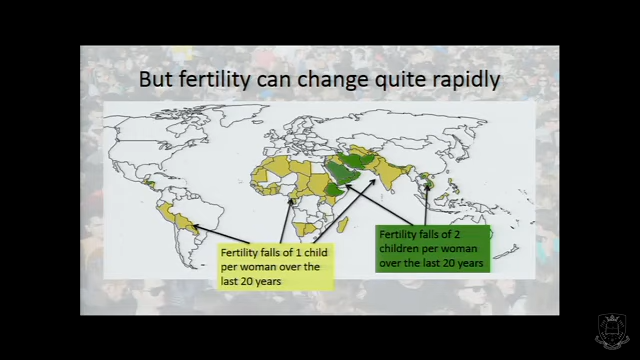 But fertility can change quite rapidly
Fertility falls of 1 child
per woman over the
last 20 years
Fertility falls of 2
children per woman
over the last 20 years